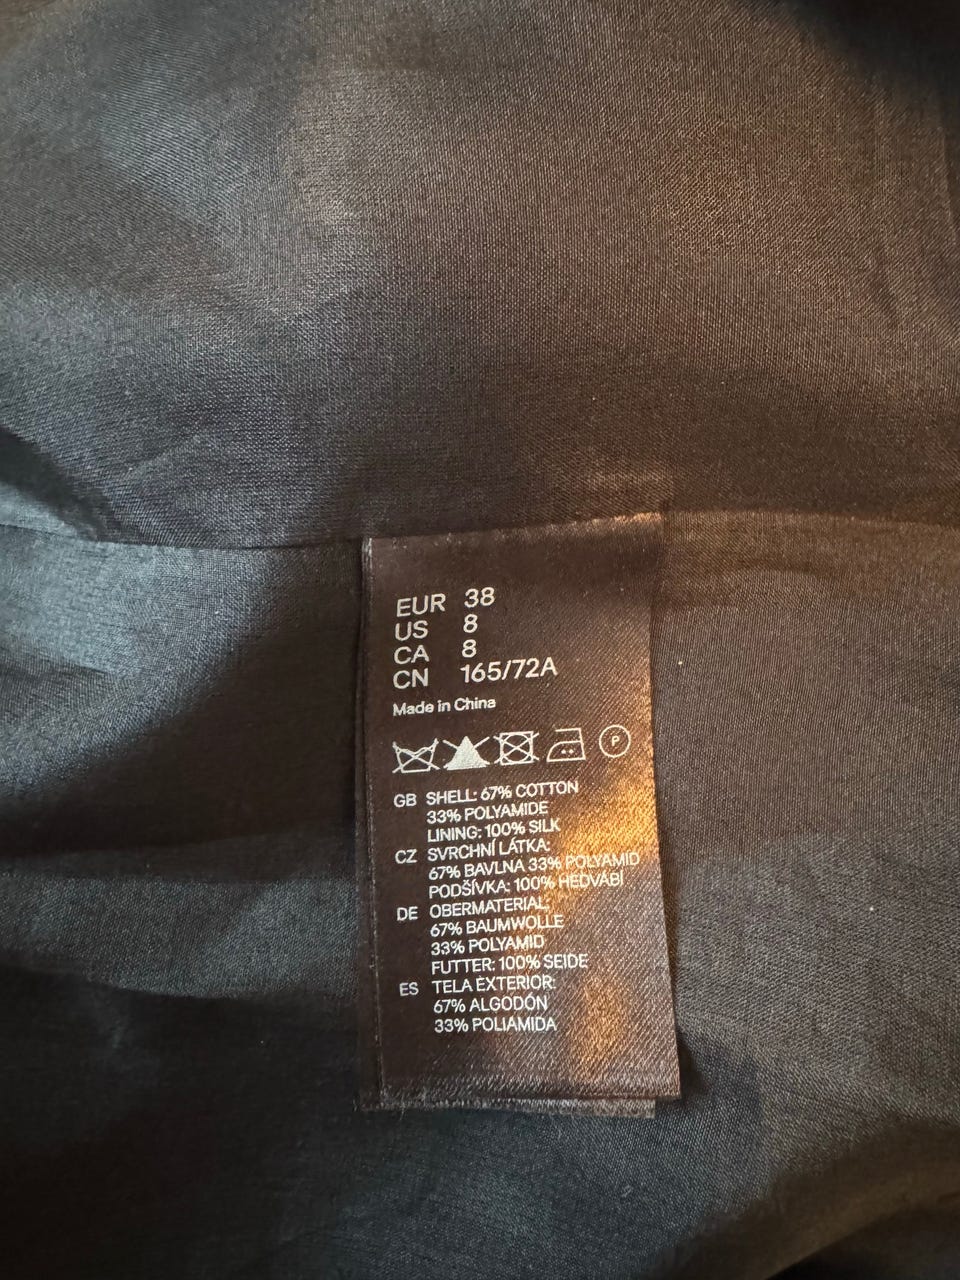 EUR 38
US 8
CA 8
CN 165/72A
Made in China
P
GB SHELL: 67% COTTON
33% POLYAMIDE
LINING: 100% SILK
CZ SVRCHNÍ LÁTKA:
67% BAVLNA 33% POLYAMID
PODŠÍVKA: 100% HEDVÁBÍ
DE OBERMATERIAL:
67% BAUMWOLLE
33% POLYAMID
FUTTER: 100% SEIDE
ES TELA EXTERIOR:
67% ALGODÓN
33% POLIAMIDA